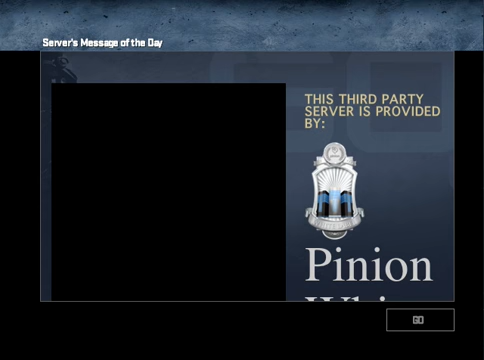 Server's Message of the Day
THIS THIRD PARTY
SERVER IS PROVIDED
BY:
Pinion
GO